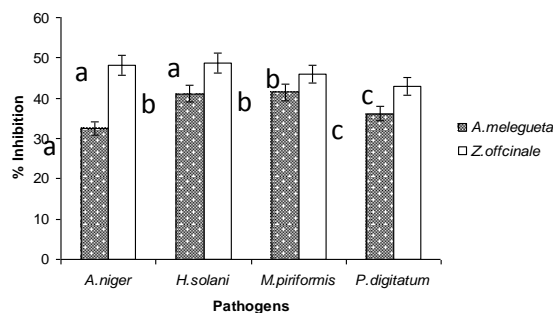 60
50
40
30
20
10
0
% Inhibition
a
a
b
a
b
b
c
c
A.niger
H.solani
M.piriformis
P.digitatum
Pathogens
A.melegueta
Z.offcinale